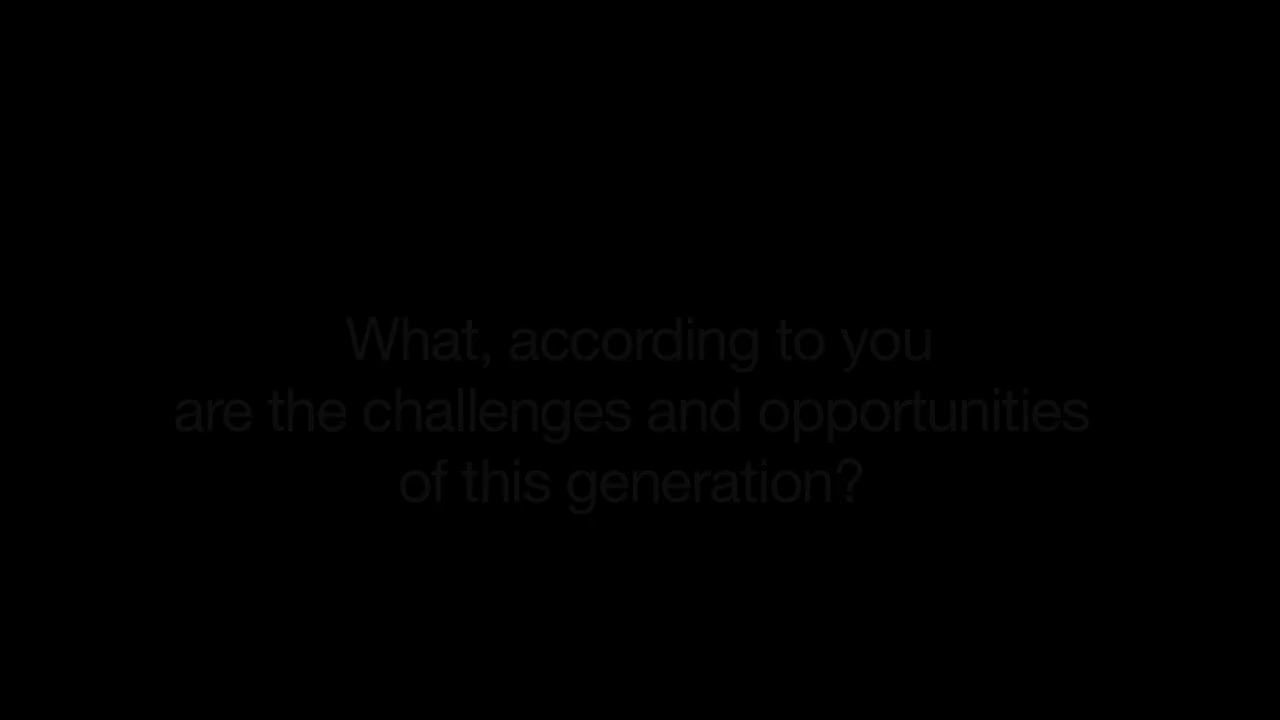 What, according to you
are the challenges and opportunities
of this generation?